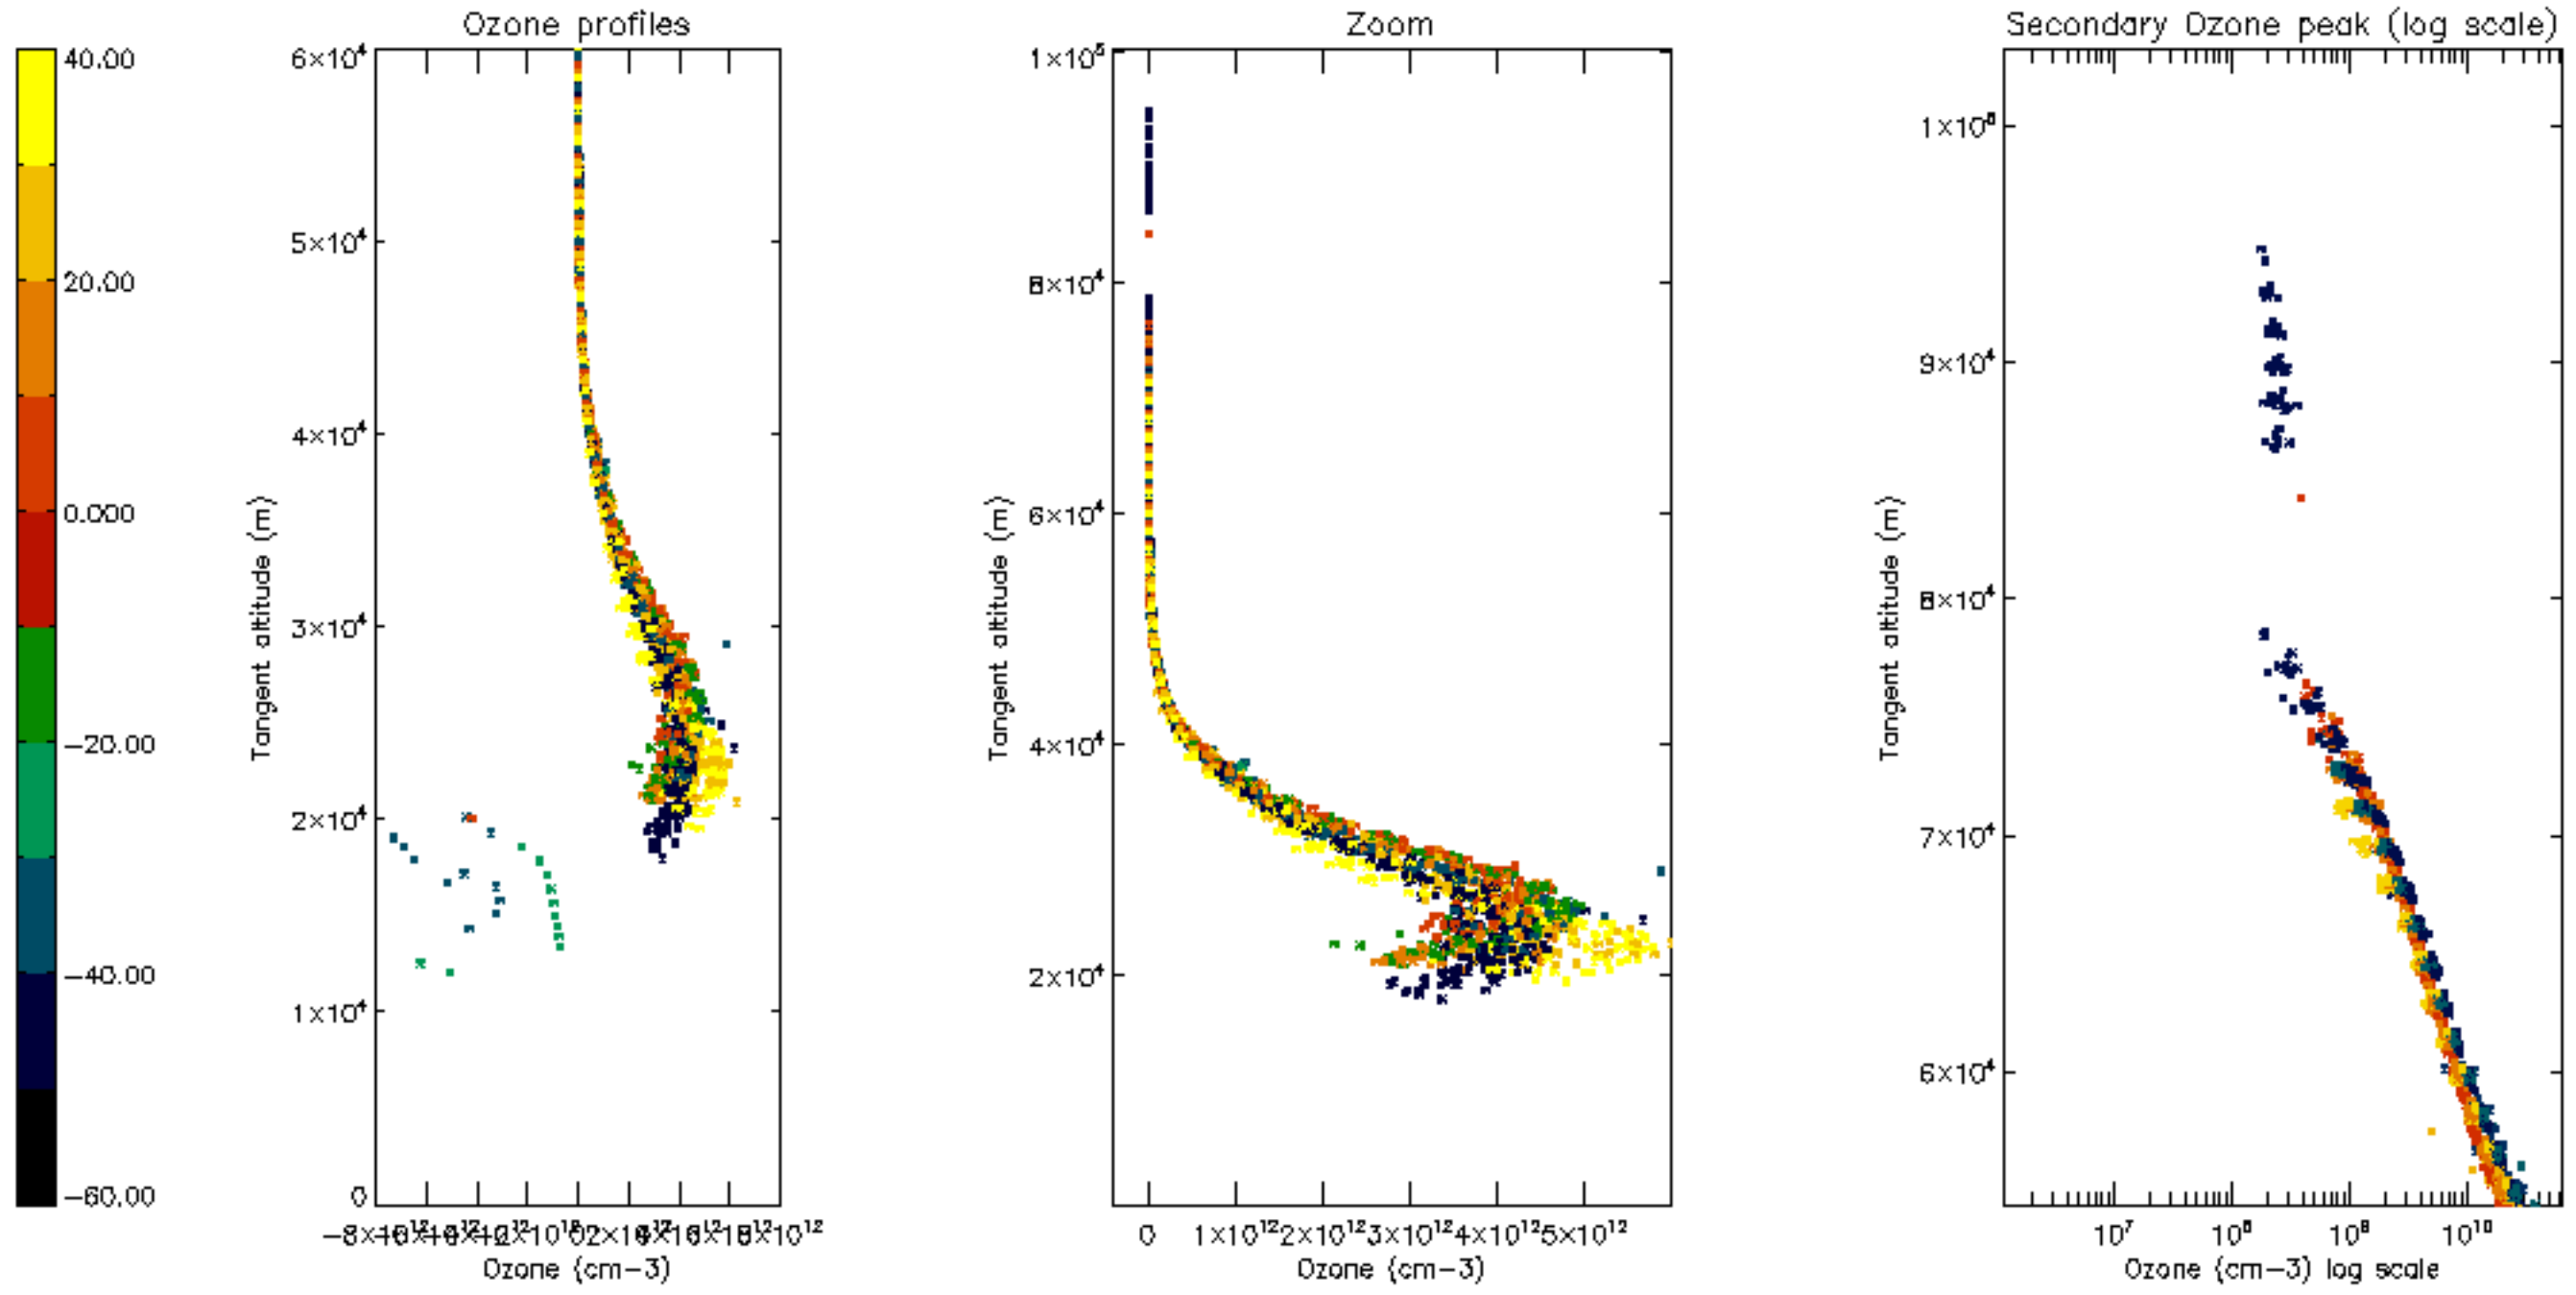 Ozone profiles
Zoom
Secondary Ozone peak (log scale)
40.00
20.00
0.000
-20.00
-40.00
-60.00
6×10⁴
5×10⁴
4×10⁴
3×10⁴
2×10⁴
1×10⁴
0
Tangent altitude (m)
Ozone (cm-3)
1×10⁵
8×10⁴
6×10⁴
4×10⁴
2×10⁴
Tangent altitude (m)
0 1×10¹² 2×10¹² 3×10¹² 4×10¹² 5×10¹²
Ozone (cm-3)
1×10⁵
9×10⁴
8×10⁴
7×10⁴
6×10⁴
Tangent altitude (m)
10⁷ 10⁸ 10⁹ 10¹⁰
Ozone (cm-3) log scale